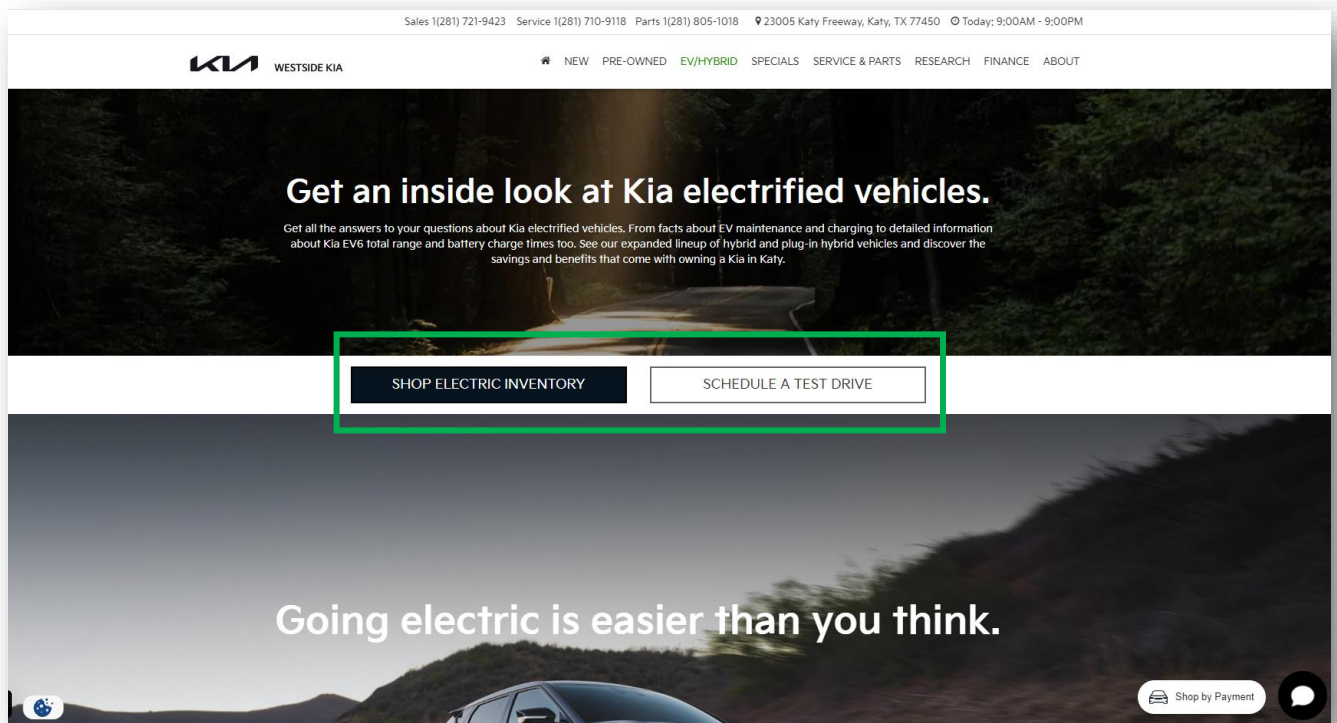 Sales 1(281) 721-9423 Service 1(281) 710-9118 Parts 1(281) 805-1018 23005 Katy Freeway, Katy, TX 77450 Today: 9:00AM - 9:00PM
KIA WESTSIDE KIA
NEW PRE-OWNED EV/HYBRID SPECIALS SERVICE & PARTS RESEARCH FINANCE ABOUT
Get an inside look at Kia electrified vehicles.
Get all the answers to your questions about Kia electrified vehicles. From facts about EV maintenance and charging to detailed information
about Kia EV6 total range and battery charge times too. See our expanded lineup of hybrid and plug-in hybrid vehicles and discover the
savings and benefits that come with owning a Kia in Katy.
SHOP ELECTRIC INVENTORY
SCHEDULE A TEST DRIVE
Going electric is easier than you think.
Shop by Payment